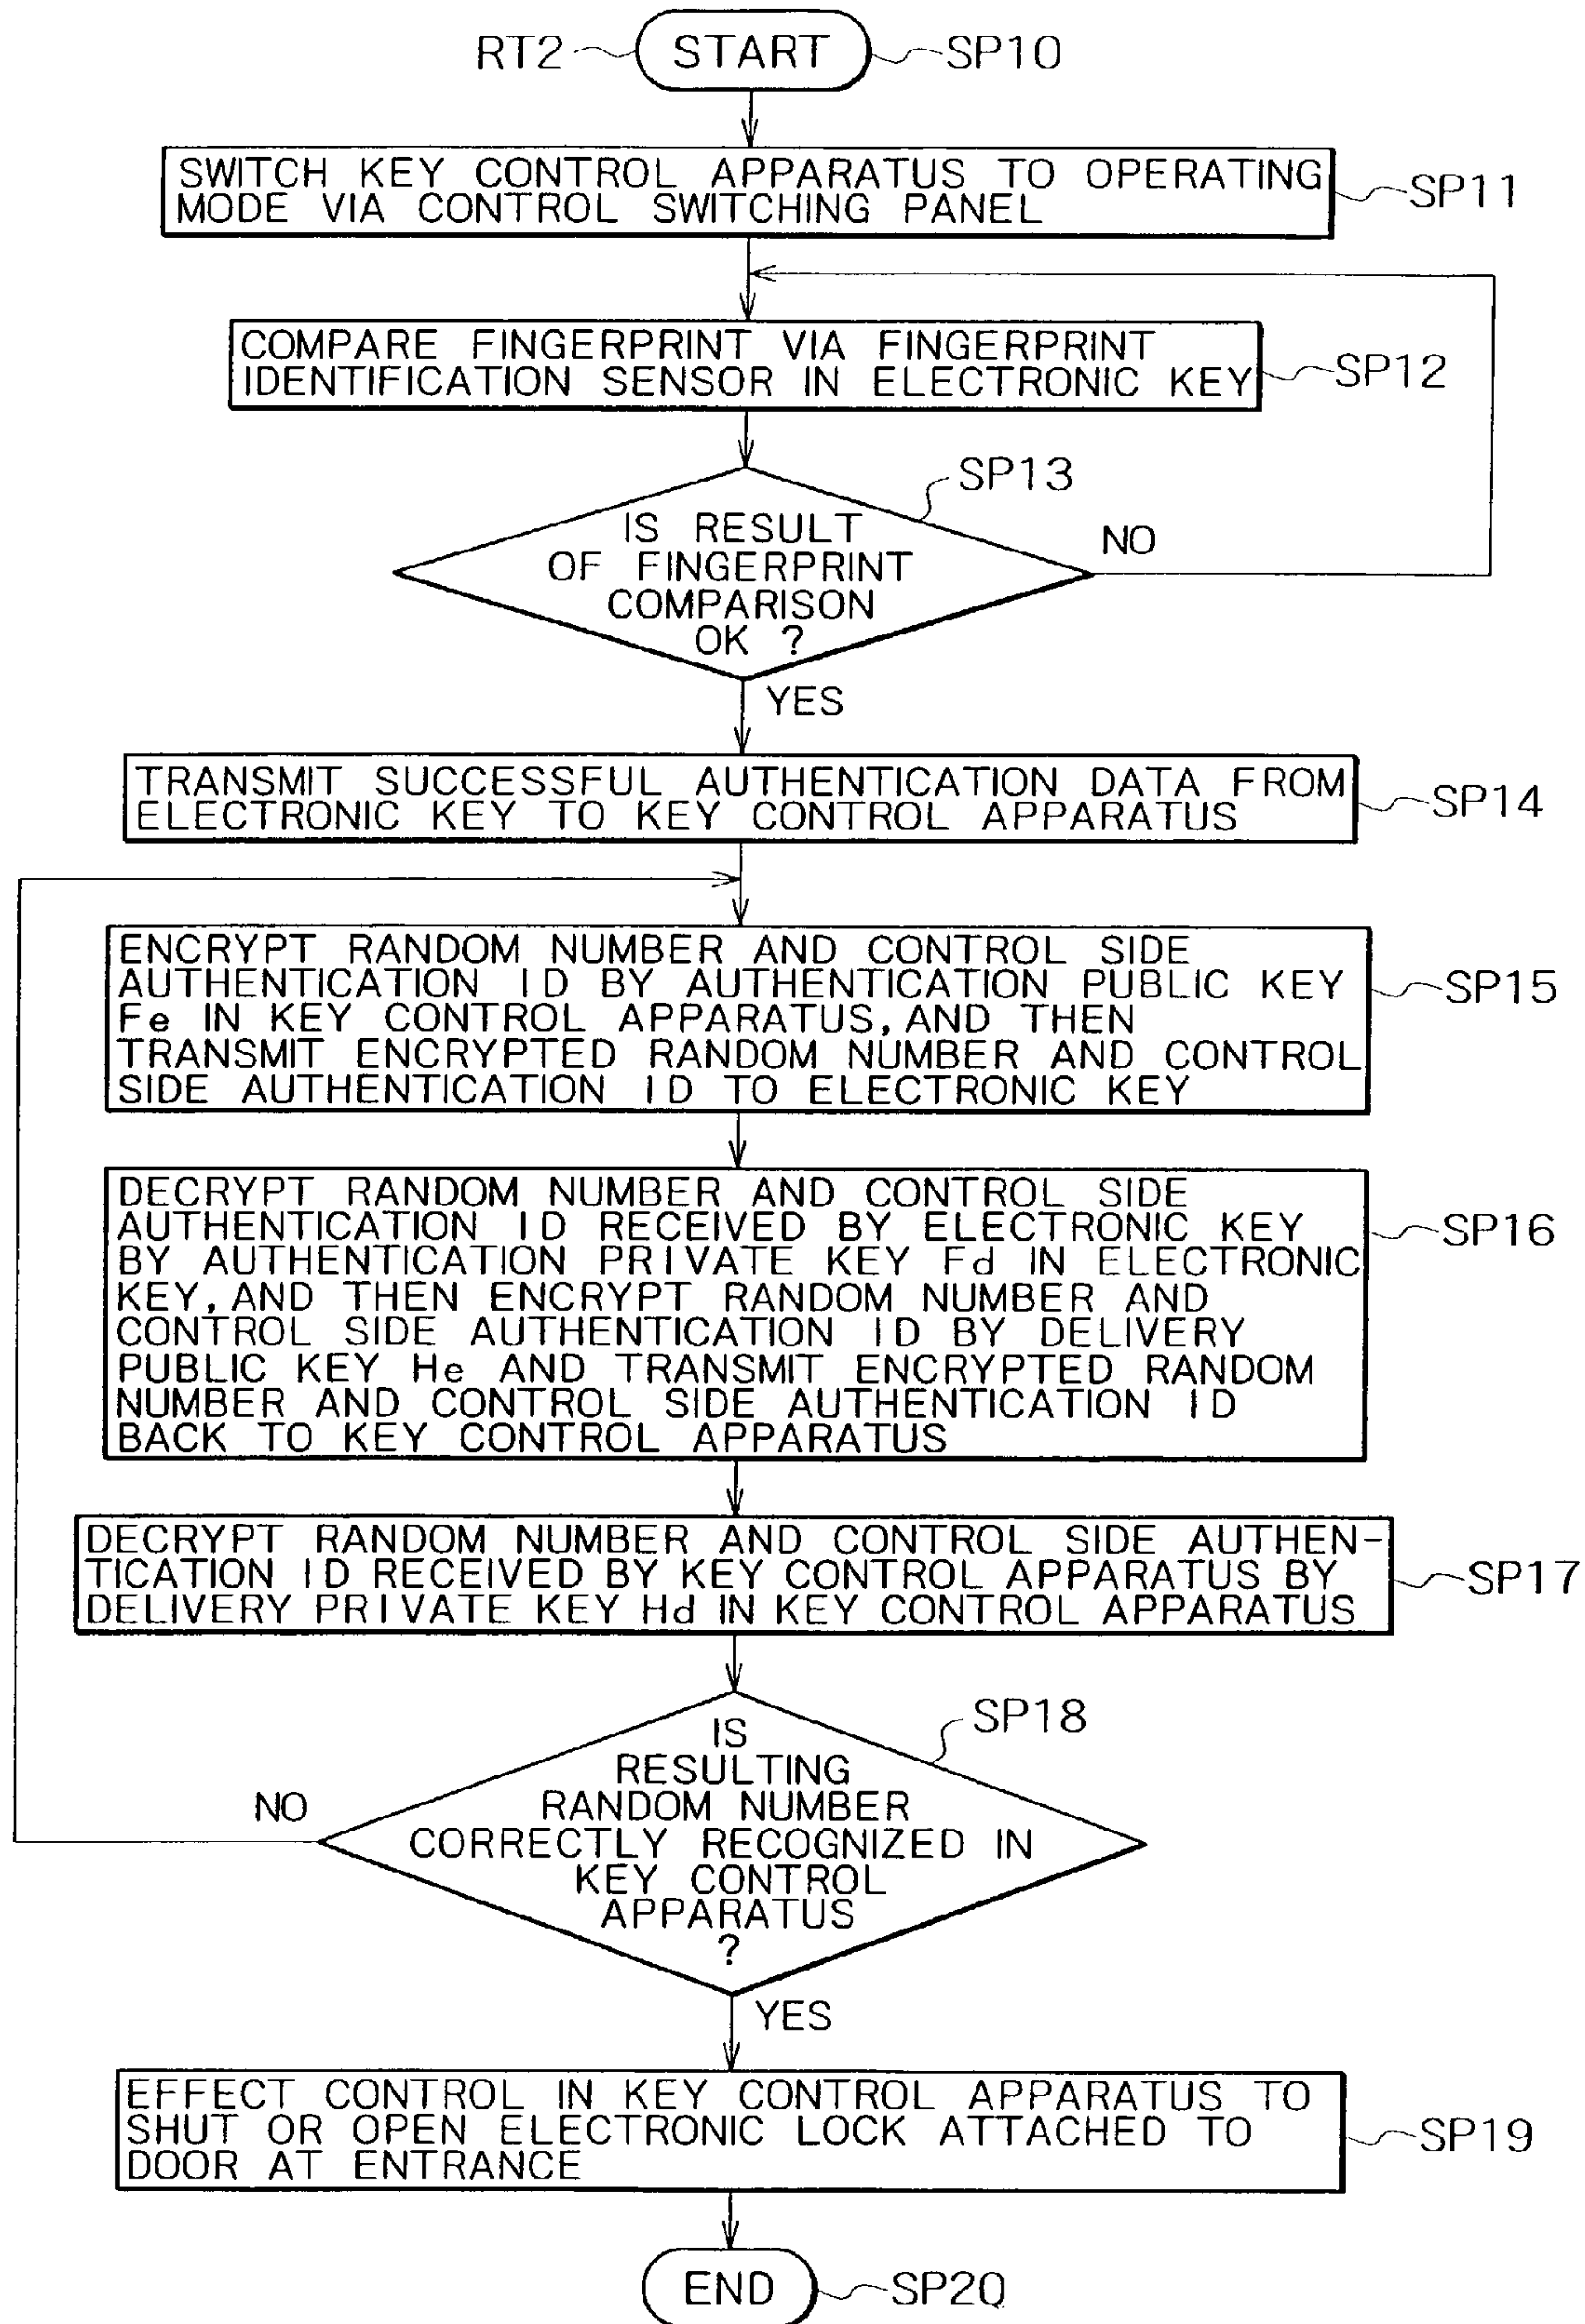 RT2 START SP10
SWITCH KEY CONTROL APPARATUS TO OPERATING
MODE VIA CONTROL SWITCHING PANEL
SP11
COMPARE FINGERPRINT VIA FINGERPRINT
IDENTIFICATION SENSOR IN ELECTRONIC KEY
SP12
SP13
IS RESULT
OF FINGERPRINT
COMPARISON
OK ?
NO
YES
TRANSMIT SUCCESSFUL AUTHENTICATION DATA FROM
ELECTRONIC KEY TO KEY CONTROL APPARATUS
SP14
ENCRYPT RANDOM NUMBER AND CONTROL SIDE
AUTHENTICATION ID BY AUTHENTICATION PUBLIC KEY
Fe IN KEY CONTROL APPARATUS, AND THEN
TRANSMIT ENCRYPTED RANDOM NUMBER AND CONTROL
SIDE AUTHENTICATION ID TO ELECTRONIC KEY
SP15
DECRYPT RANDOM NUMBER AND CONTROL SIDE
AUTHENTICATION ID RECEIVED BY ELECTRONIC KEY
BY AUTHENTICATION PRIVATE KEY Fd IN ELECTRONIC
KEY, AND THEN ENCRYPT RANDOM NUMBER AND
CONTROL SIDE AUTHENTICATION ID BY DELIVERY
PUBLIC KEY He AND TRANSMIT ENCRYPTED RANDOM
NUMBER AND CONTROL SIDE AUTHENTICATION ID
BACK TO KEY CONTROL APPARATUS
SP16
DECRYPT RANDOM NUMBER AND CONTROL SIDE AUTHEN-
TICATION ID RECEIVED BY KEY CONTROL APPARATUS BY
DELIVERY PRIVATE KEY Hd IN KEY CONTROL APPARATUS
SP17
SP18
IS
RESULTING
RANDOM NUMBER
CORRECTLY RECOGNIZED IN
KEY CONTROL
APPARATUS
?
NO
YES
EFFECT CONTROL IN KEY CONTROL APPARATUS TO
SHUT OR OPEN ELECTRONIC LOCK ATTACHED TO
DOOR AT ENTRANCE
SP19
END SP20